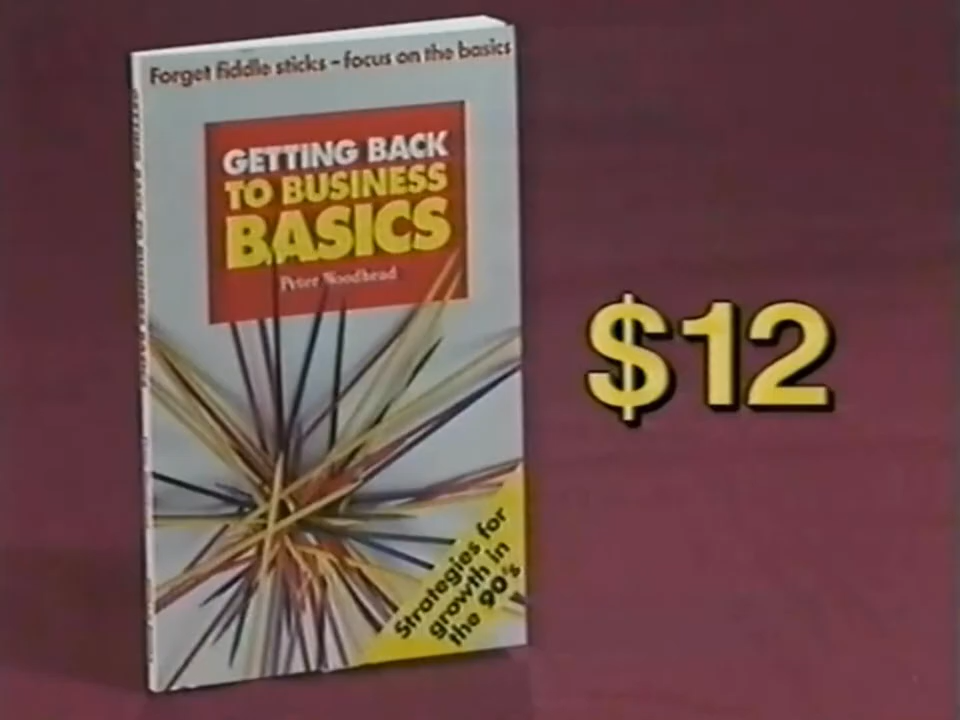 Forget fiddle sticks – focus on the basics
GETTING BACK
TO BUSINESS
BASICS
Peter Woodhead
$12
Strategies for
growth in
the 90's